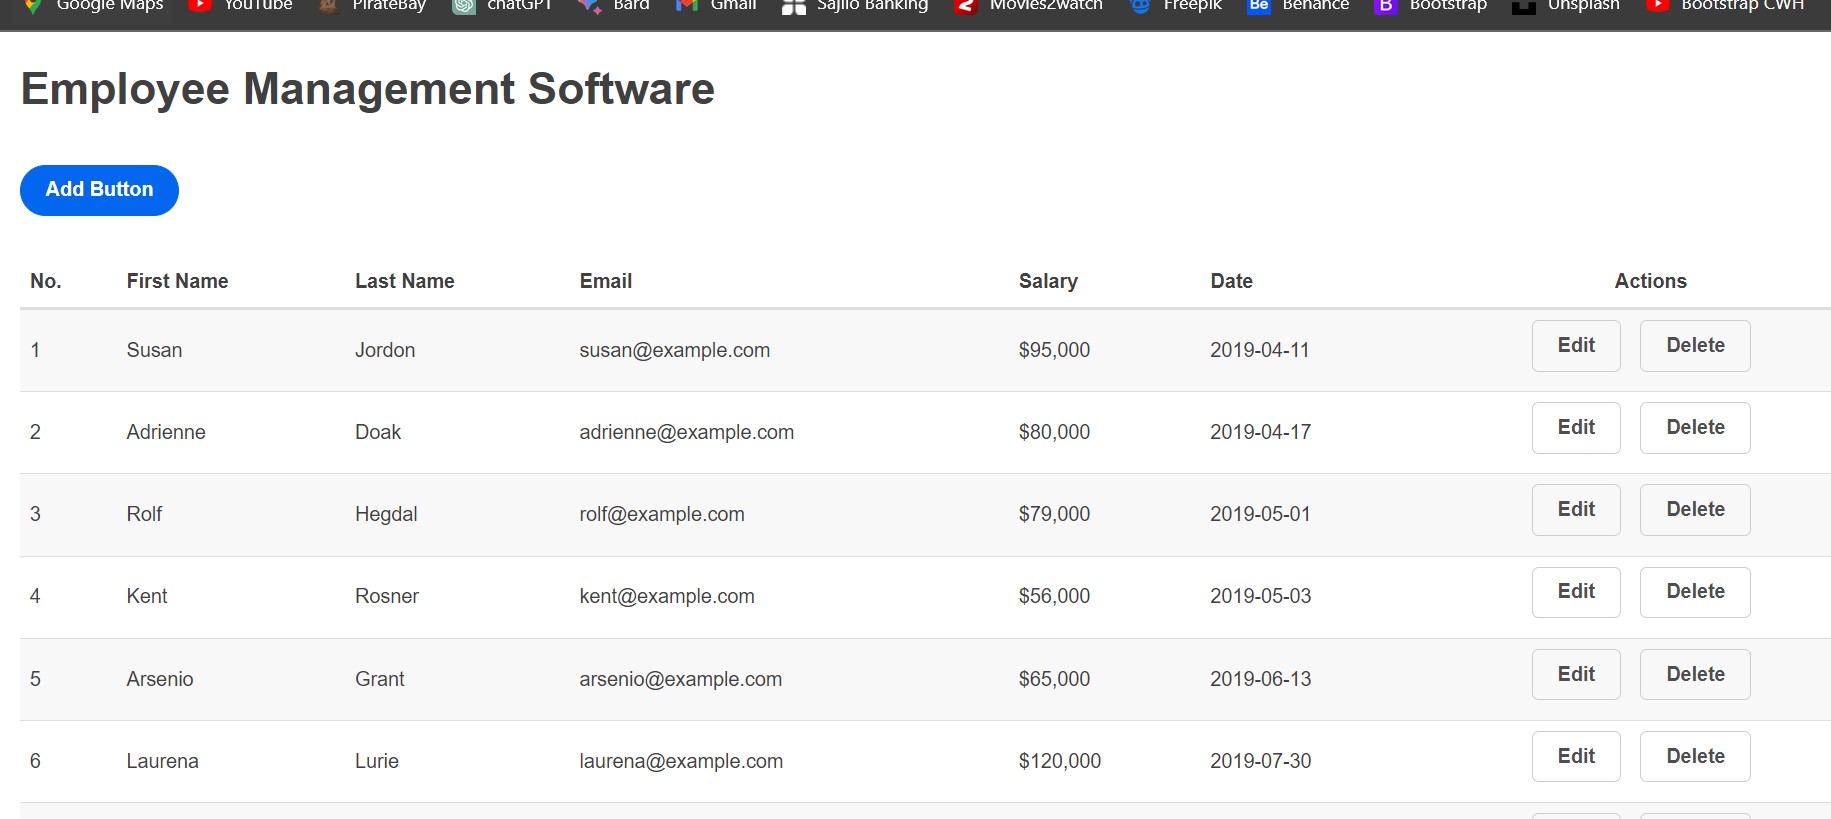 Google Maps YouTube PirateBay chatGPT Bard Gmail Sajilo Banking Movies2watch Freepik Be Behance B Bootstrap Unsplash Bootstrap CWH
Employee Management Software
Add Button
No. First Name Last Name Email Salary Date Actions
1 Susan Jordon susan@example.com $95,000 2019-04-11 Edit Delete
2 Adrienne Doak adrienne@example.com $80,000 2019-04-17 Edit Delete
3 Rolf Hegdal rolf@example.com $79,000 2019-05-01 Edit Delete
4 Kent Rosner kent@example.com $56,000 2019-05-03 Edit Delete
5 Arsenio Grant arsenio@example.com $65,000 2019-06-13 Edit Delete
6 Laurena Lurie laurena@example.com $120,000 2019-07-30 Edit Delete